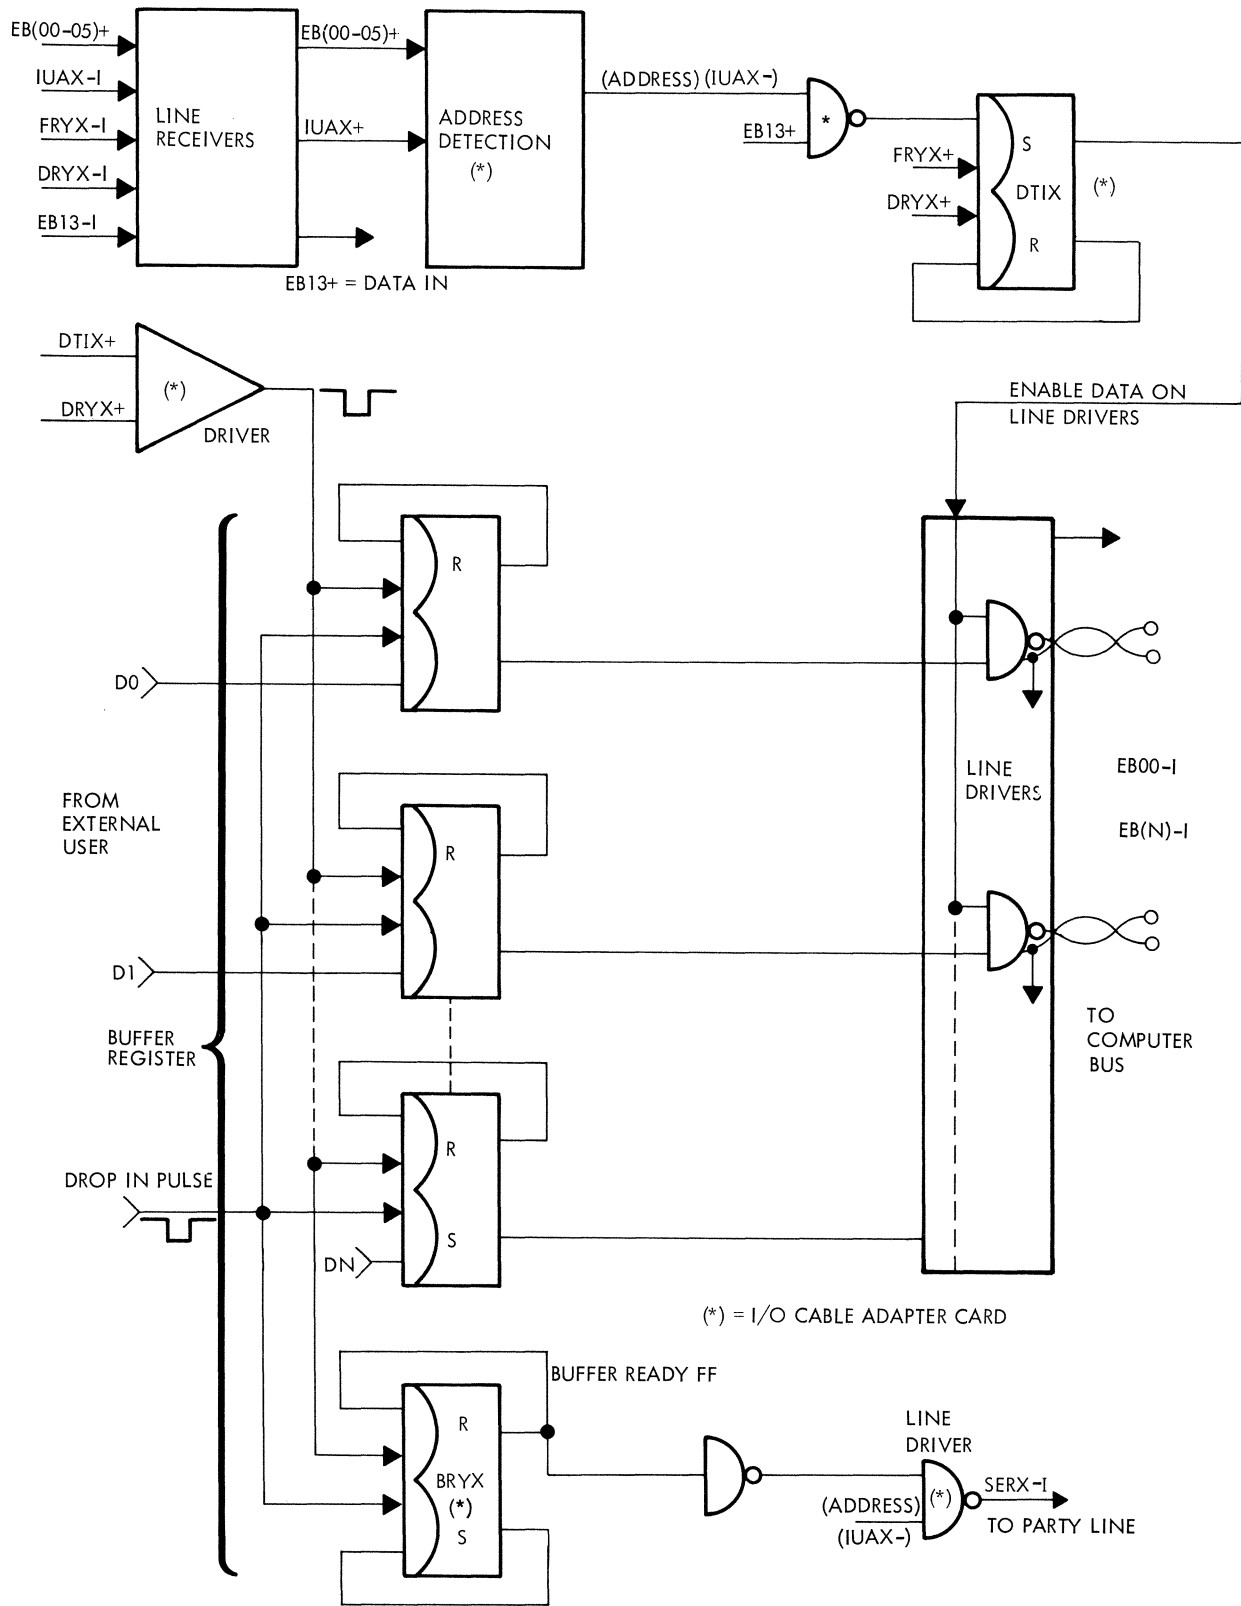 EB(00-05)+
IUAX-I
FRYX-I
DRYX-I
EB13-I
LINE
RECEIVERS
EB(00-05)+
IUAX+
EB13+ = DATA IN
ADDRESS
DETECTION
(*)
(ADDRESS) (IUAX-)
EB13+
*
FRYX+
DRYX+
S
DTIX
R
(*)
DTIX+
DRYX+
(*)
DRIVER
ENABLE DATA ON
LINE DRIVERS
R
D0
FROM
EXTERNAL
USER
R
D1
LINE
DRIVERS
EB00-I
EB(N)-I
TO
COMPUTER
BUS
BUFFER
REGISTER
R
S
DROP IN PULSE
DN
(*) = I/O CABLE ADAPTER CARD
BUFFER READY FF
R
BRYX
(*)
S
LINE
DRIVER
(*)
(ADDRESS)
(IUAX-)
SERX-I
TO PARTY LINE